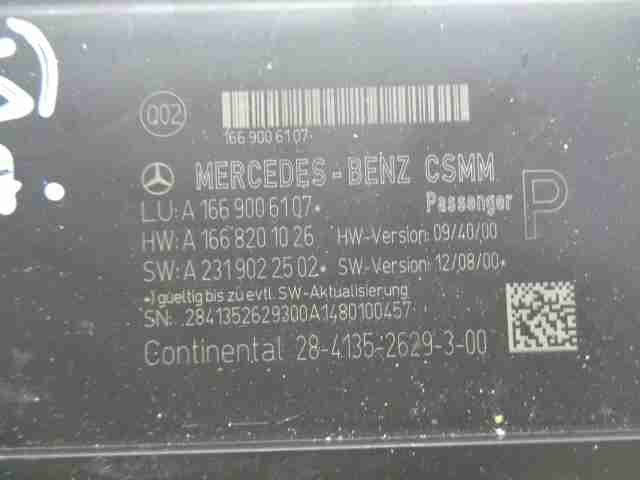 Q02
166 900 61 07*
MERCEDES-BENZ CSMM
LU: A 166 900 61 07* Passenger P
HW: A 166 820 10 26 HW-Version: 09/40/00
SW: A 231 902 25 02* SW-Version: 12/08/00*
*) gueltig bis zu evtl. SW-Aktualisierung
SN: 2841352629300A1480100457
Continental 28-4135-2629-3-00